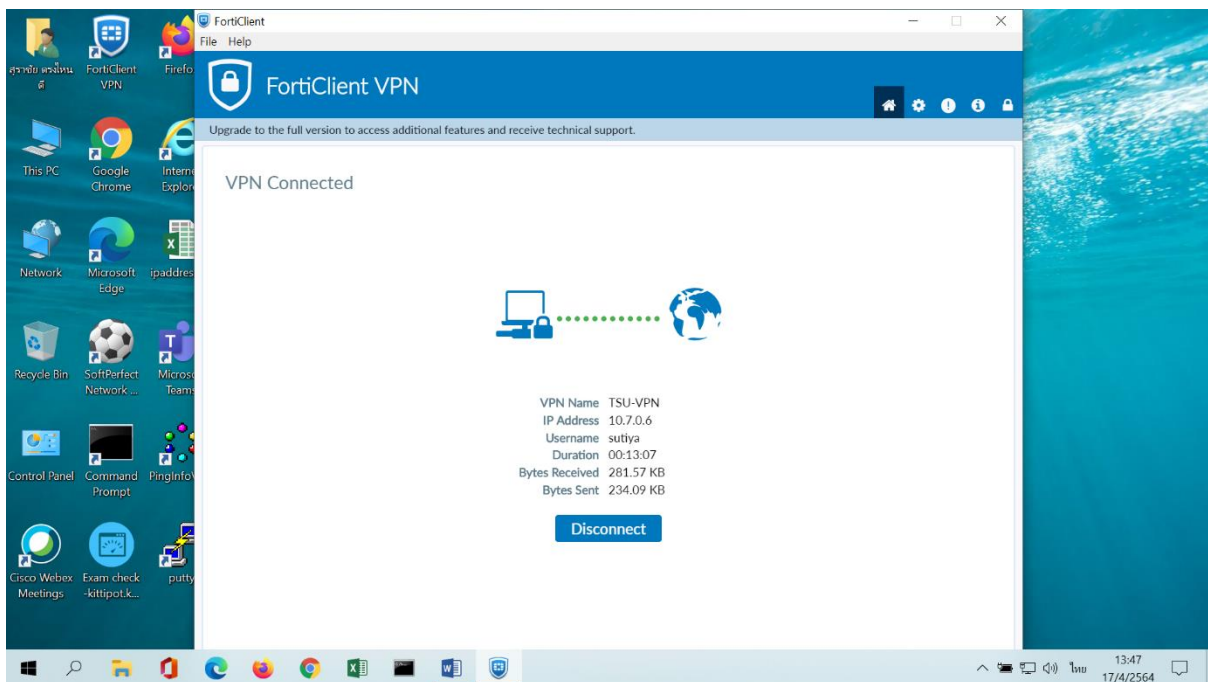 FortiClient
File Help
FortiClient VPN
Upgrade to the full version to access additional features and receive technical support.
VPN Connected
VPN Name TSU-VPN
IP Address 10.7.0.6
Username sutiya
Duration 00:13:07
Bytes Received 281.57 KB
Bytes Sent 234.09 KB
Disconnect
FortiClient
VPN
Firefo
This PC
Google
Chrome
Interne
Explor
Network
Microsoft
Edge
ipaddres
Recycle Bin
SoftPerfect
Network ...
Microso
Teams
Control Panel
Command
Prompt
PingInfo
Cisco Webex
Meetings
Exam check
-kittipot.k...
putty
ไทย
13:47
17/4/2564